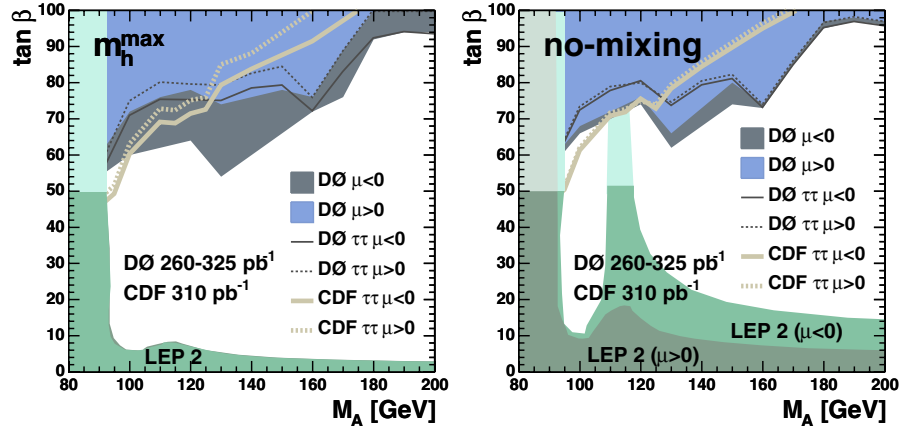 tan β
100
90
80
70
60
50
40
30
20
10
0
m_h^max
DØ μ<0
DØ μ>0
DØ ττ μ<0
DØ ττ μ>0
CDF ττ μ<0
CDF ττ μ>0
DØ 260-325 pb⁻¹
CDF 310 pb⁻¹
LEP 2
80 100 120 140 160 180 200
M_A [GeV]
tan β
100
90
80
70
60
50
40
30
20
10
0
no-mixing
DØ μ<0
DØ μ>0
DØ ττ μ<0
DØ ττ μ>0
CDF ττ μ<0
CDF ττ μ>0
DØ 260-325 pb⁻¹
CDF 310 pb⁻¹
LEP 2 (μ<0)
LEP 2 (μ>0)
80 100 120 140 160 180 200
M_A [GeV]